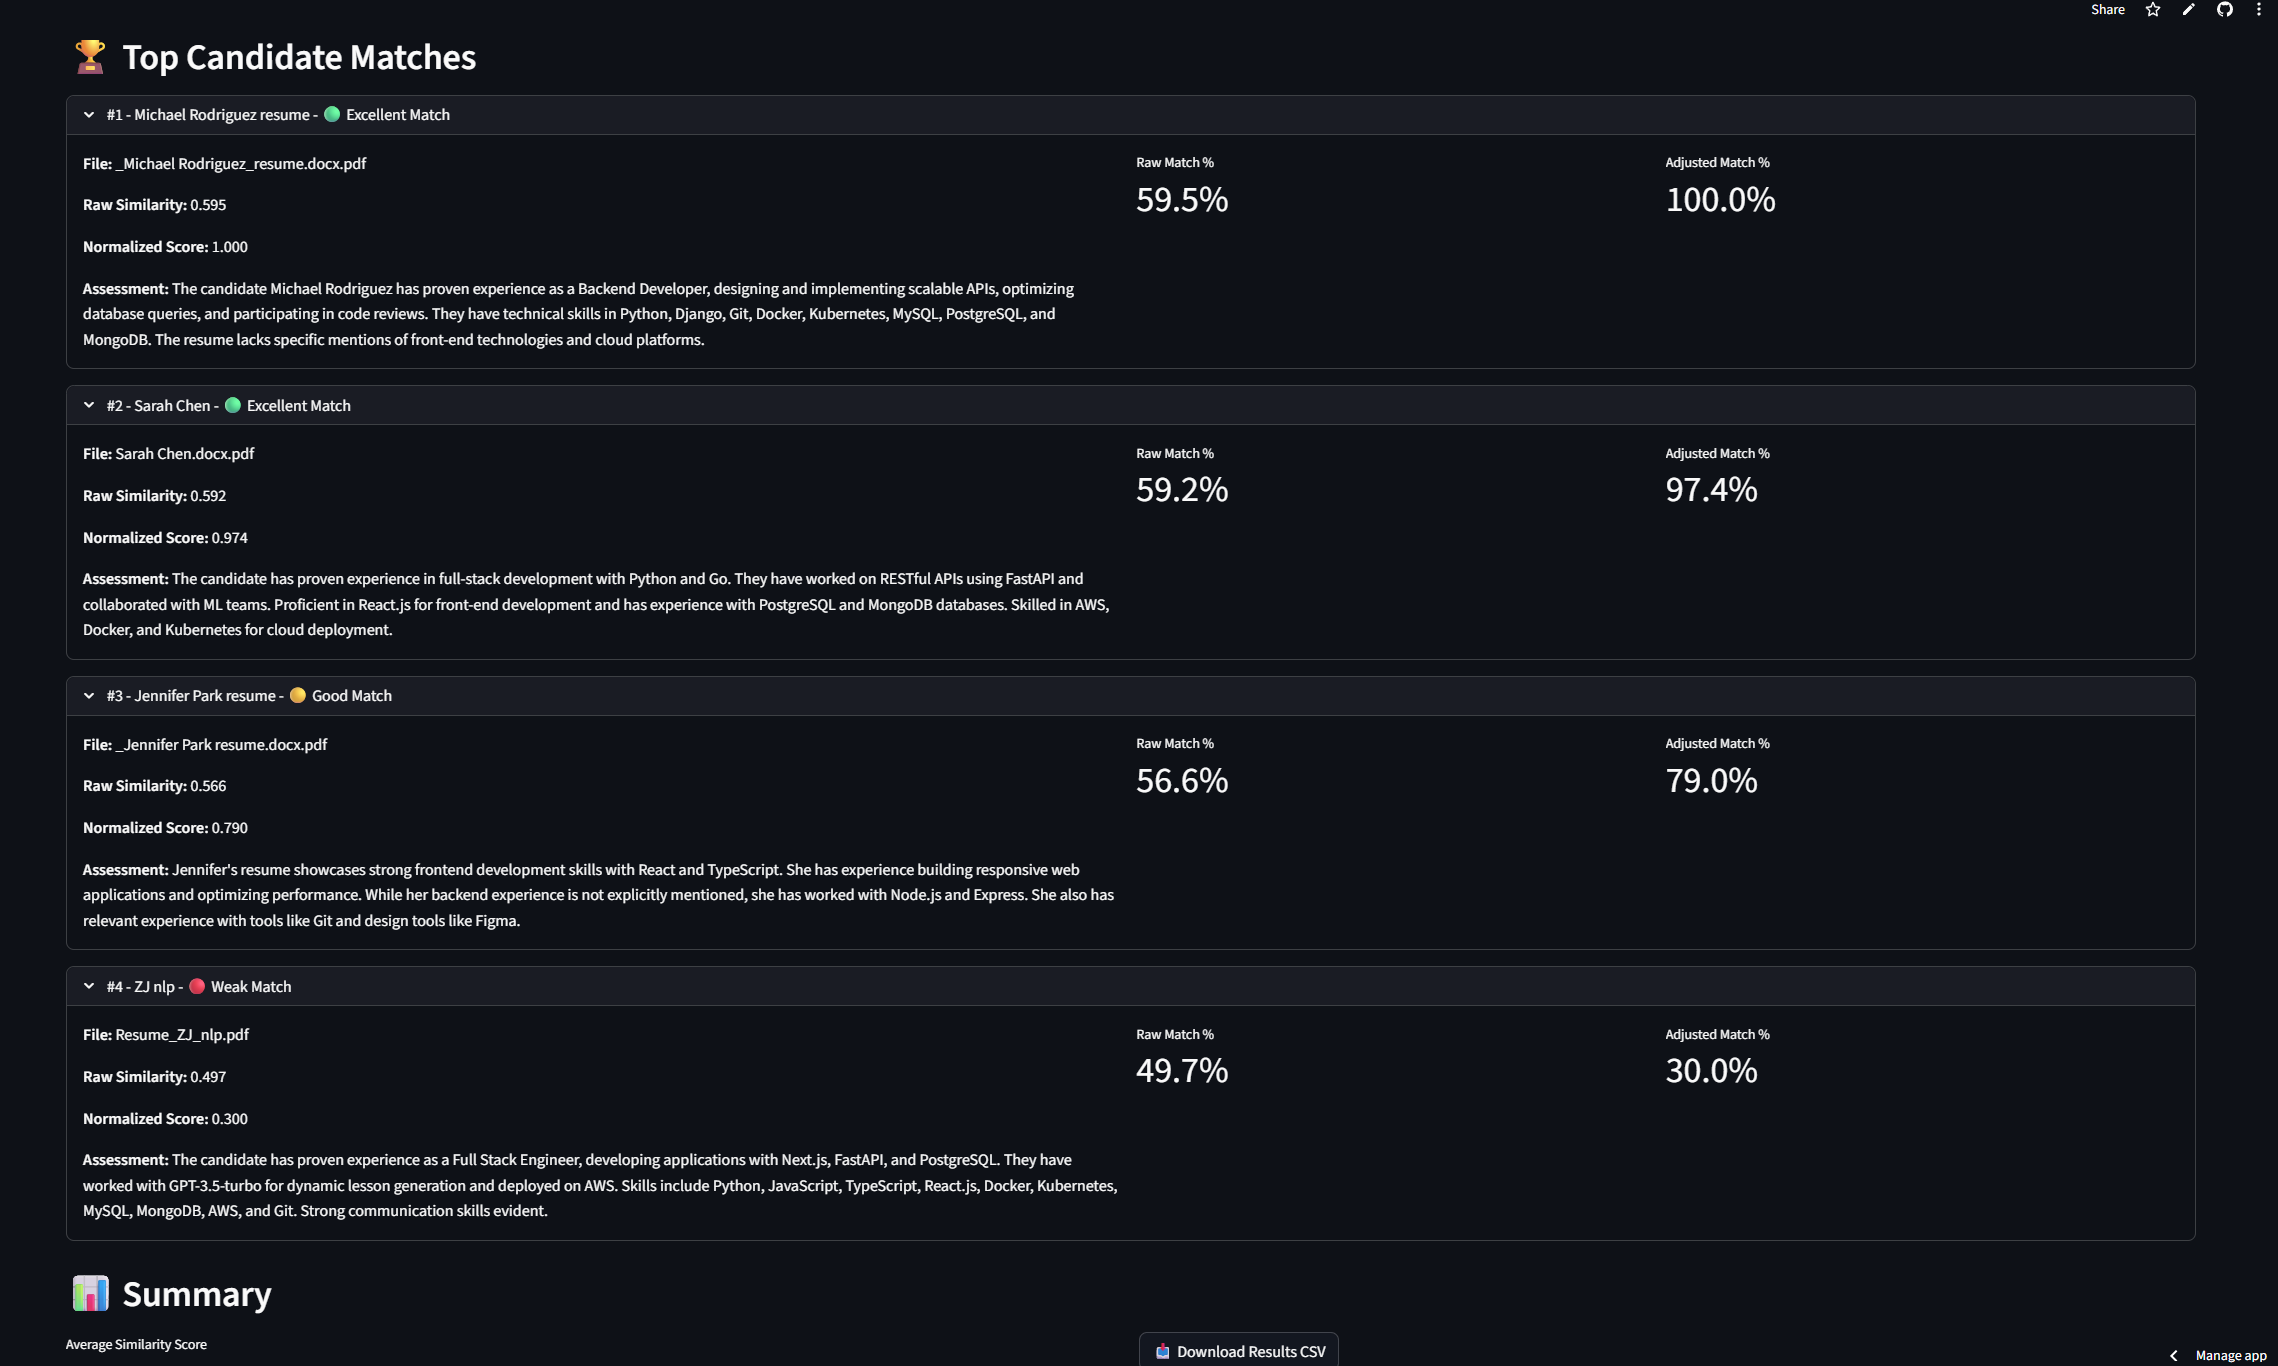 Share
Top Candidate Matches
#1 - Michael Rodriguez resume - Excellent Match
File: _Michael Rodriguez_resume.docx.pdf
Raw Similarity: 0.595
Normalized Score: 1.000
Assessment: The candidate Michael Rodriguez has proven experience as a Backend Developer, designing and implementing scalable APIs, optimizing
database queries, and participating in code reviews. They have technical skills in Python, Django, Git, Docker, Kubernetes, MySQL, PostgreSQL, and
MongoDB. The resume lacks specific mentions of front-end technologies and cloud platforms.
Raw Match %
59.5%
Adjusted Match %
100.0%
#2 - Sarah Chen - Excellent Match
File: Sarah Chen.docx.pdf
Raw Similarity: 0.592
Normalized Score: 0.974
Assessment: The candidate has proven experience in full-stack development with Python and Go. They have worked on RESTful APIs using FastAPI and
collaborated with ML teams. Proficient in React.js for front-end development and has experience with PostgreSQL and MongoDB databases. Skilled in AWS,
Docker, and Kubernetes for cloud deployment.
Raw Match %
59.2%
Adjusted Match %
97.4%
#3 - Jennifer Park resume - Good Match
File: _Jennifer Park resume.docx.pdf
Raw Similarity: 0.566
Normalized Score: 0.790
Assessment: Jennifer's resume showcases strong frontend development skills with React and TypeScript. She has experience building responsive web
applications and optimizing performance. While her backend experience is not explicitly mentioned, she has worked with Node.js and Express. She also has
relevant experience with tools like Git and design tools like Figma.
Raw Match %
56.6%
Adjusted Match %
79.0%
#4 - ZJ nlp - Weak Match
File: Resume_ZJ_nlp.pdf
Raw Similarity: 0.497
Normalized Score: 0.300
Assessment: The candidate has proven experience as a Full Stack Engineer, developing applications with Next.js, FastAPI, and PostgreSQL. They have
worked with GPT-3.5-turbo for dynamic lesson generation and deployed on AWS. Skills include Python, JavaScript, TypeScript, React.js, Docker, Kubernetes,
MySQL, MongoDB, AWS, and Git. Strong communication skills evident.
Raw Match %
49.7%
Adjusted Match %
30.0%
Summary
Average Similarity Score
Download Results CSV
Manage app